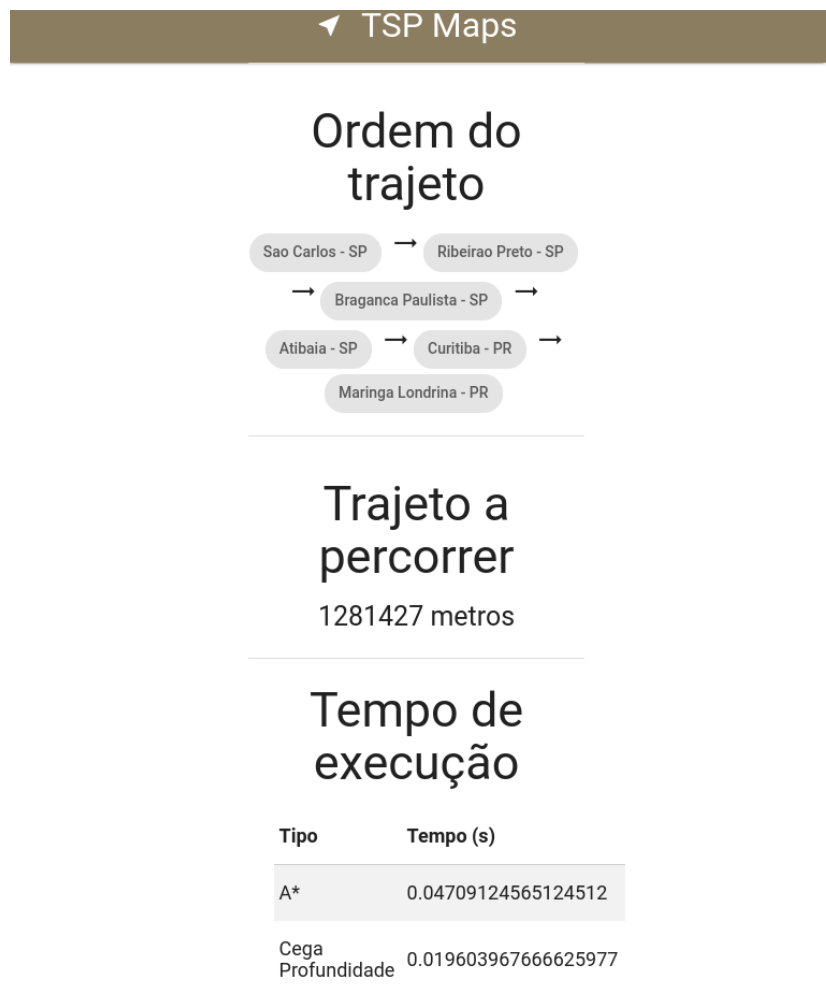 TSP Maps
Ordem do
trajeto
Sao Carlos - SP → Ribeirao Preto - SP
→ Braganca Paulista - SP →
Atibaia - SP → Curitiba - PR →
Maringa Londrina - PR
Trajeto a
percorrer
1281427 metros
Tempo de
execução
Tipo Tempo (s)
A* 0.04709124565124512
Cega
Profundidade 0.019603967666625977